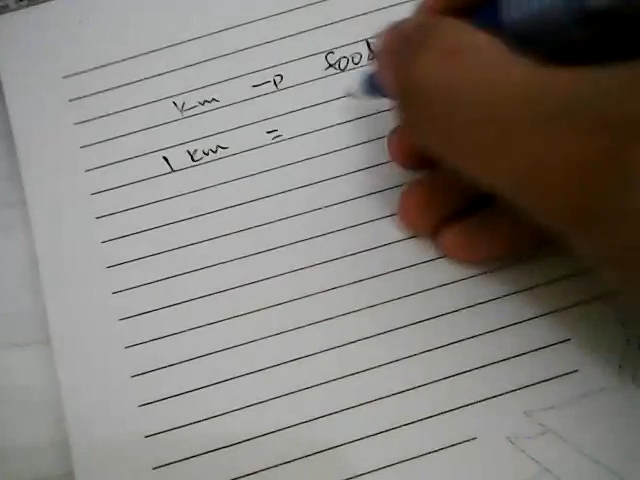 km → foot
1 km =